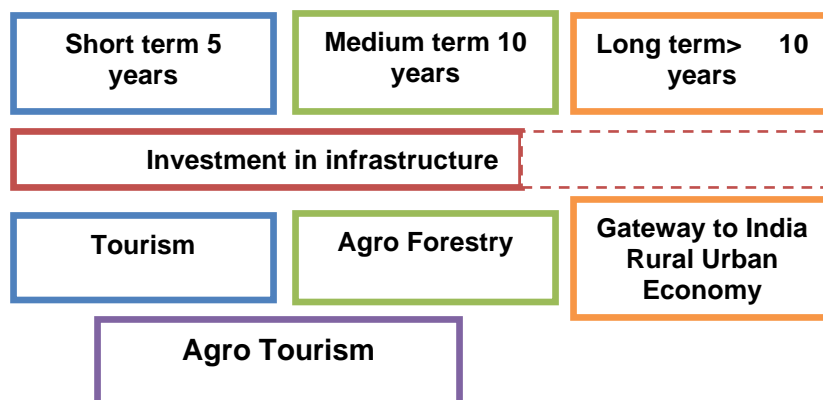 Short term 5
years
Medium term 10
years
Long term> 10
years
Investment in infrastructure
Tourism
Agro Forestry
Gateway to India
Rural Urban
Economy
Agro Tourism